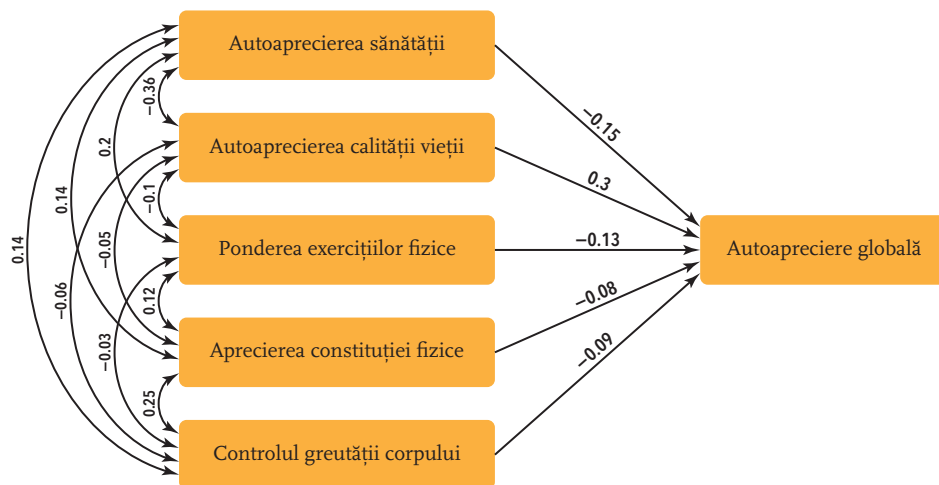 Autoaprecierea sănătății
Autoaprecierea calității vieții
Ponderea exercițiilor fizice
Aprecierea constituției fizice
Controlul greutății corpului
Autoapreciere globală
−0.15
0.3
−0.13
−0.08
−0.09
−0.36
0.2
−0.1
0.14
−0.05
0.14
−0.06
0.12
−0.03
0.25